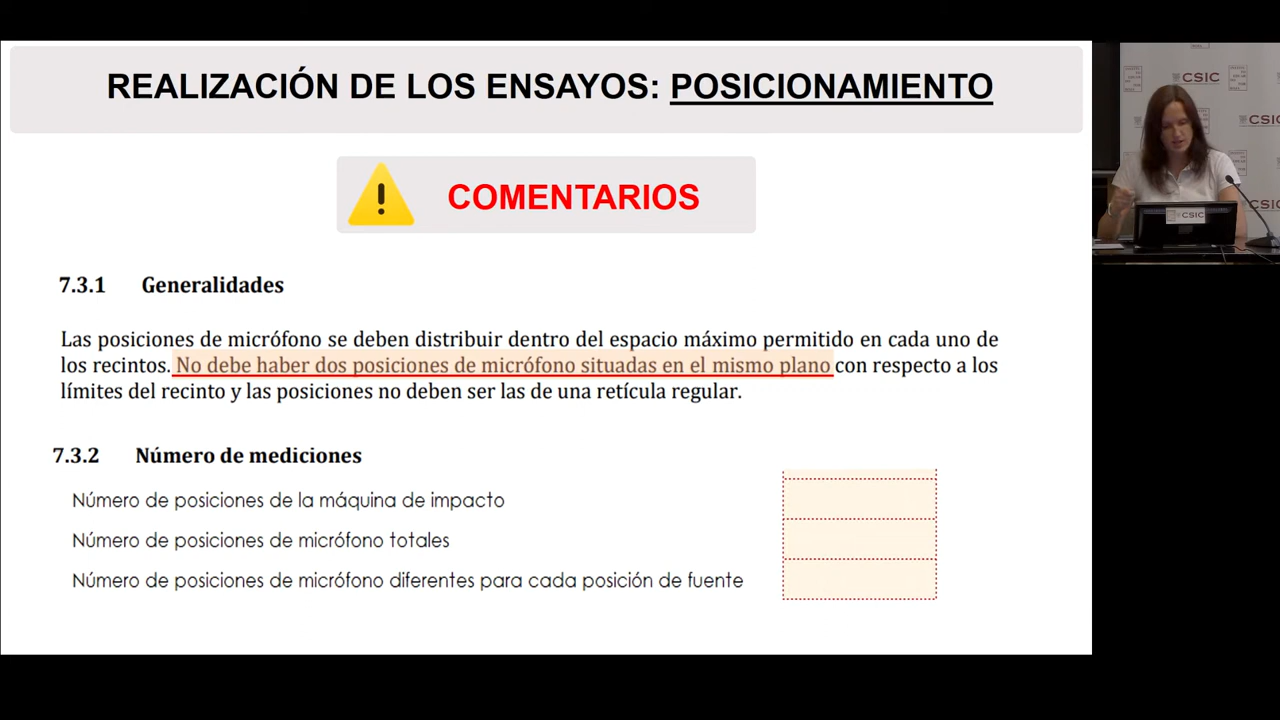 REALIZACIÓN DE LOS ENSAYOS: POSICIONAMIENTO
COMENTARIOS
7.3.1 Generalidades
Las posiciones de micrófono se deben distribuir dentro del espacio máximo permitido en cada uno de
los recintos. No debe haber dos posiciones de micrófono situadas en el mismo plano con respecto a los
límites del recinto y las posiciones no deben ser las de una retícula regular.
7.3.2 Número de mediciones
Número de posiciones de la máquina de impacto
Número de posiciones de micrófono totales
Número de posiciones de micrófono diferentes para cada posición de fuente
CSIC
CSIC
CSIC
CSIC